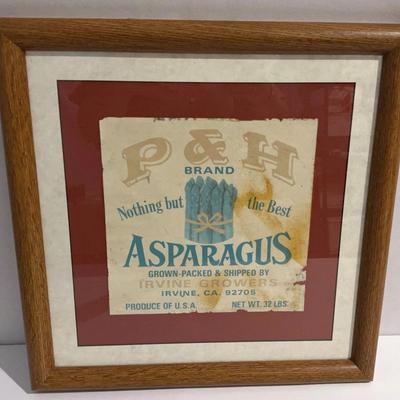 P & H
BRAND
Nothing but the Best
ASPARAGUS
GROWN-PACKED & SHIPPED BY
IRVINE GROWERS
IRVINE, CA. 92705
PRODUCE OF U.S.A. NET WT. 32 LBS.